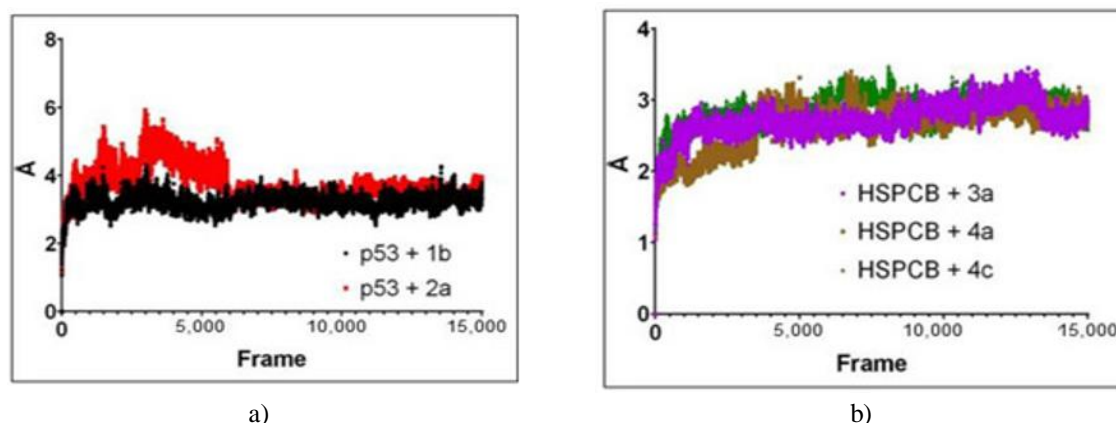 8
6
4
2
0
A
0
5,000
10,000
15,000
Frame
p53 + 1b
p53 + 2a
a)
4
3
2
1
0
A
0
5,000
10,000
15,000
Frame
HSPCB + 3a
HSPCB + 4a
HSPCB + 4c
b)